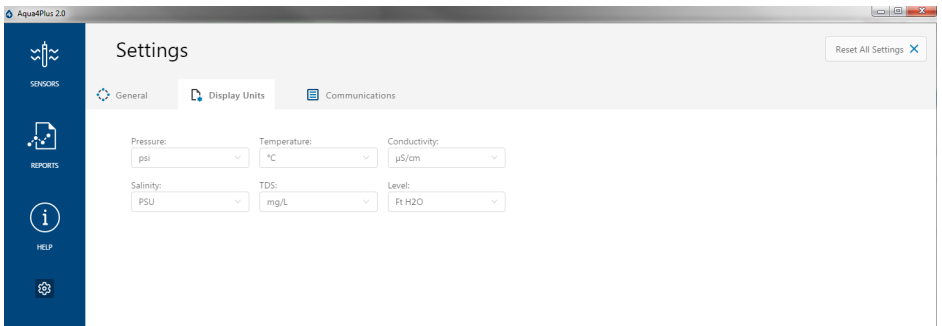 Aqua4Plus 2.0
Settings
Reset All Settings
SENSORS
General
Display Units
Communications
Pressure:
Temperature:
Conductivity:
psi
°C
µS/cm
REPORTS
Salinity:
TDS:
Level:
PSU
mg/L
Ft H2O
i
HELP